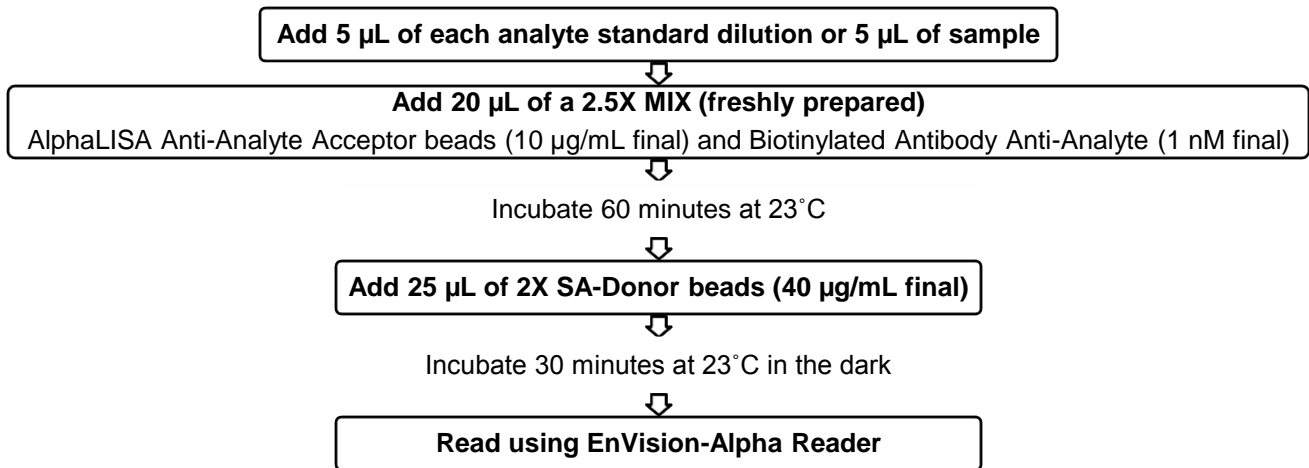 Add 5 µL of each analyte standard dilution or 5 µL of sample
Add 20 µL of a 2.5X MIX (freshly prepared)
AlphaLISA Anti-Analyte Acceptor beads (10 µg/mL final) and Biotinylated Antibody Anti-Analyte (1 nM final)
Incubate 60 minutes at 23˚C
Add 25 µL of 2X SA-Donor beads (40 µg/mL final)
Incubate 30 minutes at 23˚C in the dark
Read using EnVision-Alpha Reader